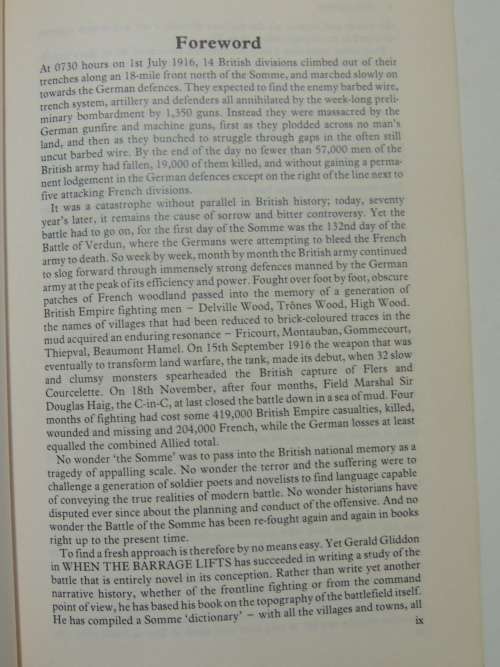 Foreword
At 0730 hours on 1st July 1916, 14 British divisions climbed out of their
trenches along an 18-mile front north of the Somme, and marched slowly on
towards the German defences. They expected to find the enemy barbed wire,
trench system, artillery and defenders all annihilated by the week-long preli-
minary bombardment by 1,350 guns. Instead they were massacred by the
German gunfire and machine guns, first as they plodded across no man's
land, and then as they bunched to struggle through gaps in the often still
uncut barbed wire. By the end of the day no fewer than 57,000 men of the
British army had fallen, 19,000 of them killed, and without gaining a perma-
nent lodgement in the German defences except on the right of the line next to
five attacking French divisions.
It was a catastrophe without parallel in British history; today, seventy
year's later, it remains the cause of sorrow and bitter controversy. Yet the
battle had to go on, for the first day of the Somme was the 132nd day of the
Battle of Verdun, where the Germans were attempting to bleed the French
army to death. So week by week, month by month the British army continued
to slog forward through immensely strong defences manned by the German
army at the peak of its efficiency and power. Fought over foot by foot, obscure
patches of French woodland passed into the memory of a generation of
British Empire fighting men – Delville Wood, Trônes Wood, High Wood.
the names of villages that had been reduced to brick-coloured traces in the
mud acquired an enduring resonance – Fricourt, Montauban, Gommecourt,
Thiepval, Beaumont Hamel. On 15th September 1916 the weapon that was
eventually to transform land warfare, the tank, made its debut, when 32 slow
and clumsy monsters spearheaded the British capture of Flers and
Courcelette. On 18th November, after four months, Field Marshal Sir
Douglas Haig, the C-in-C, at last closed the battle down in a sea of mud. Four
months of fighting had cost some 419,000 British Empire casualties, killed,
wounded and missing and 204,000 French, while the German losses at least
equalled the combined Allied total.
No wonder 'the Somme' was to pass into the British national memory as a
tragedy of appalling scale. No wonder the terror and the suffering were to
challenge a generation of soldier poets and novelists to find language capable
of conveying the true realities of modern battle. No wonder historians have
disputed ever since about the planning and conduct of the offensive. And no
wonder the Battle of the Somme has been re-fought again and again in books
right up to the present time.
To find a fresh approach is therefore by no means easy. Yet Gerald Gliddon
in WHEN THE BARRAGE LIFTS has succeeded in writing a study of the
battle that is entirely novel in its conception. Rather than write yet another
narrative history, whether of the frontline fighting or from the command
point of view, he has based his book on the topography of the battlefield itself.
He has compiled a Somme 'dictionary' – with all the villages and towns, all
ix